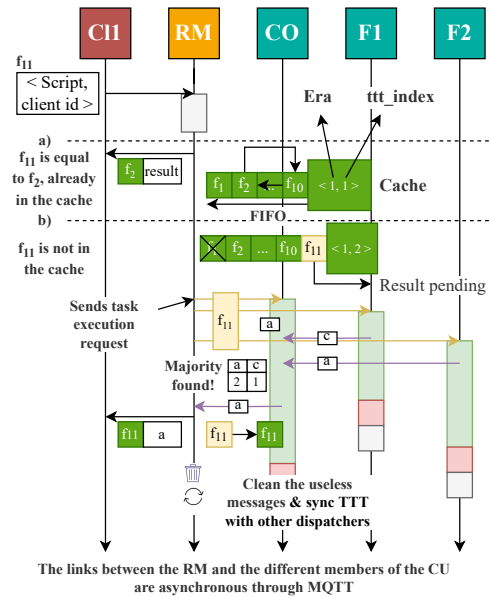 Cl1 RM CO F1 F2
f11
< Script,
client id >
Era ttt_index
a)
f11 is equal
to f2, already
in the cache
f2 result
f1 f2 ... f10 < 1, 1 > Cache
FIFO
b)
f11 is not in
the cache
f2 ... f10 f11 < 1, 2 >
Result pending
Sends task
execution
request
f11
a
c
a
Majority
found!
a c
2 1
a
f11 a
f11 f11
Clean the useless
messages & sync TTT
with other dispatchers
The links between the RM and the different members of the CU
are asynchronous through MQTT